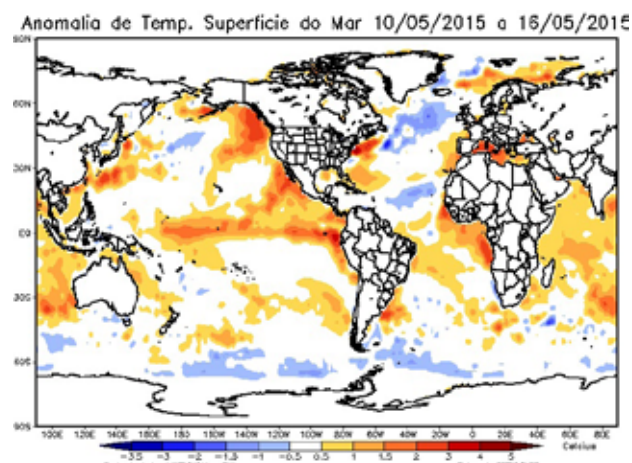 Anomalia de Temp. Superficie do Mar 10/05/2015 a 16/05/2015
90N
60N
30N
EQ
30S
60S
90S
100E 120E 140E 160E 180 160W 140W 120W 100W 80W 60W 40W 20W 0 20E 40E 60E 80E
-3.5 -3 -2 -1.5 -1 -0.5 0.5 1 1.5 2 3 4 5
Celsius